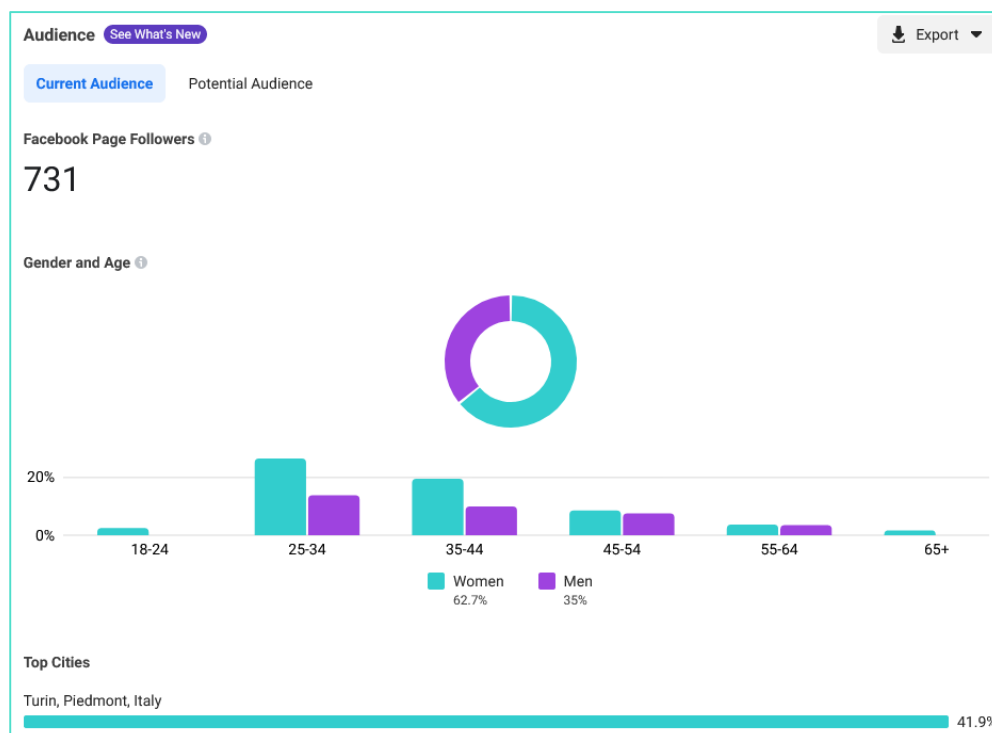 Audience See What's New Export
Current Audience Potential Audience
Facebook Page Followers
731
Gender and Age
20%
0%
18-24 25-34 35-44 45-54 55-64 65+
Women Men
62.7% 35%
Top Cities
Turin, Piedmont, Italy
41.9%